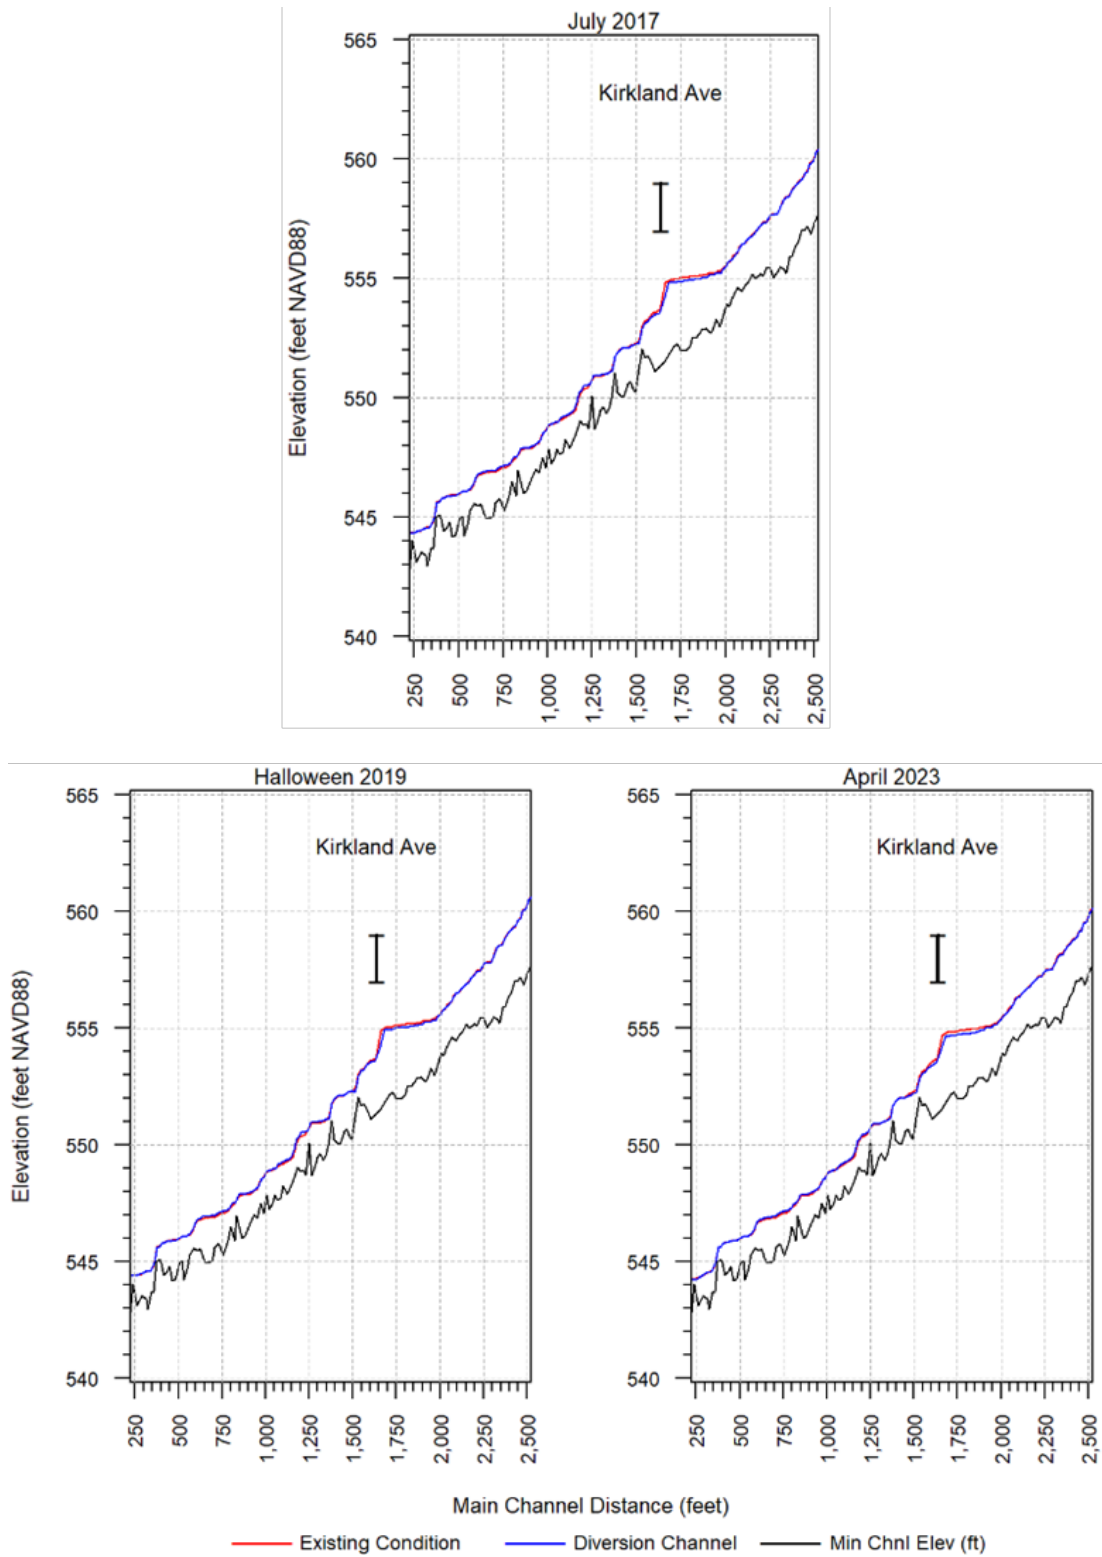 July 2017
565
Kirkland Ave
560
555
550
545
540
Elevation (feet NAVD88)
250 500 750 1,000 1,250 1,500 1,750 2,000 2,250 2,500
Halloween 2019
565
Kirkland Ave
560
555
550
545
540
Elevation (feet NAVD88)
250 500 750 1,000 1,250 1,500 1,750 2,000 2,250 2,500
April 2023
565
Kirkland Ave
560
555
550
545
540
250 500 750 1,000 1,250 1,500 1,750 2,000 2,250 2,500
Main Channel Distance (feet)
Existing Condition Diversion Channel Min Chnl Elev (ft)